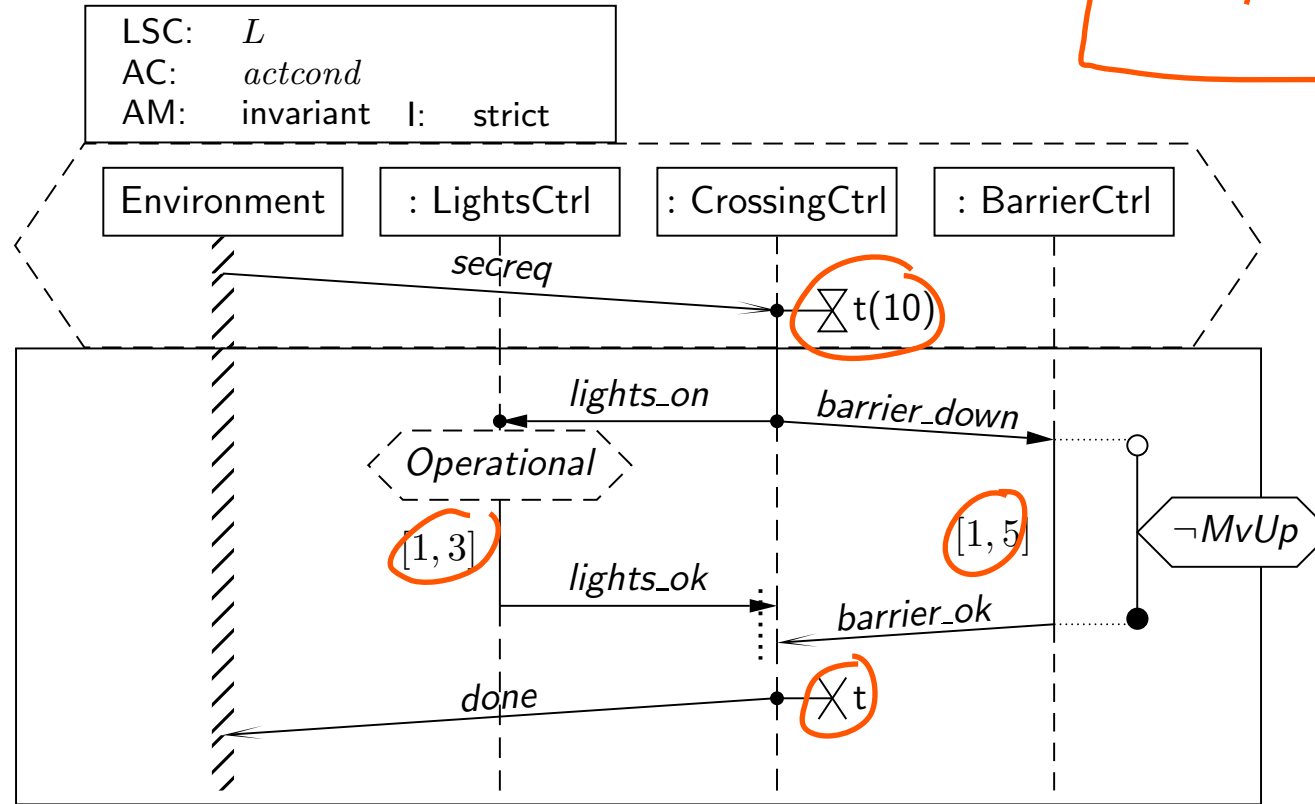 LSC: L
AC: actcond
AM: invariant I: strict
Environment : LightsCtrl : CrossingCtrl : BarrierCtrl
secreq
t(10)
lights_on
barrier_down
Operational
[1, 3]
[1, 5]
¬MvUp
lights_ok
barrier_ok
done
t